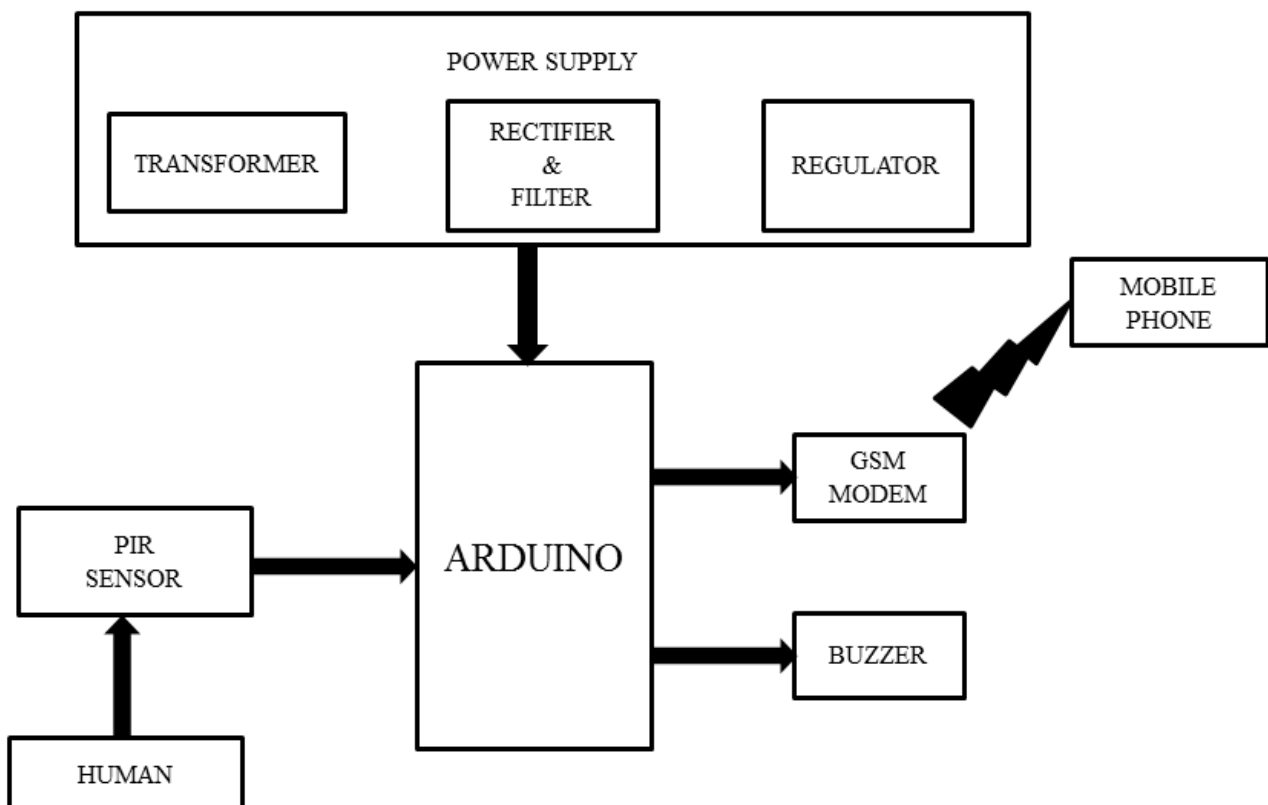 POWER SUPPLY
TRANSFORMER
RECTIFIER
&
FILTER
REGULATOR
MOBILE
PHONE
GSM
MODEM
PIR
SENSOR
ARDUINO
BUZZER
HUMAN